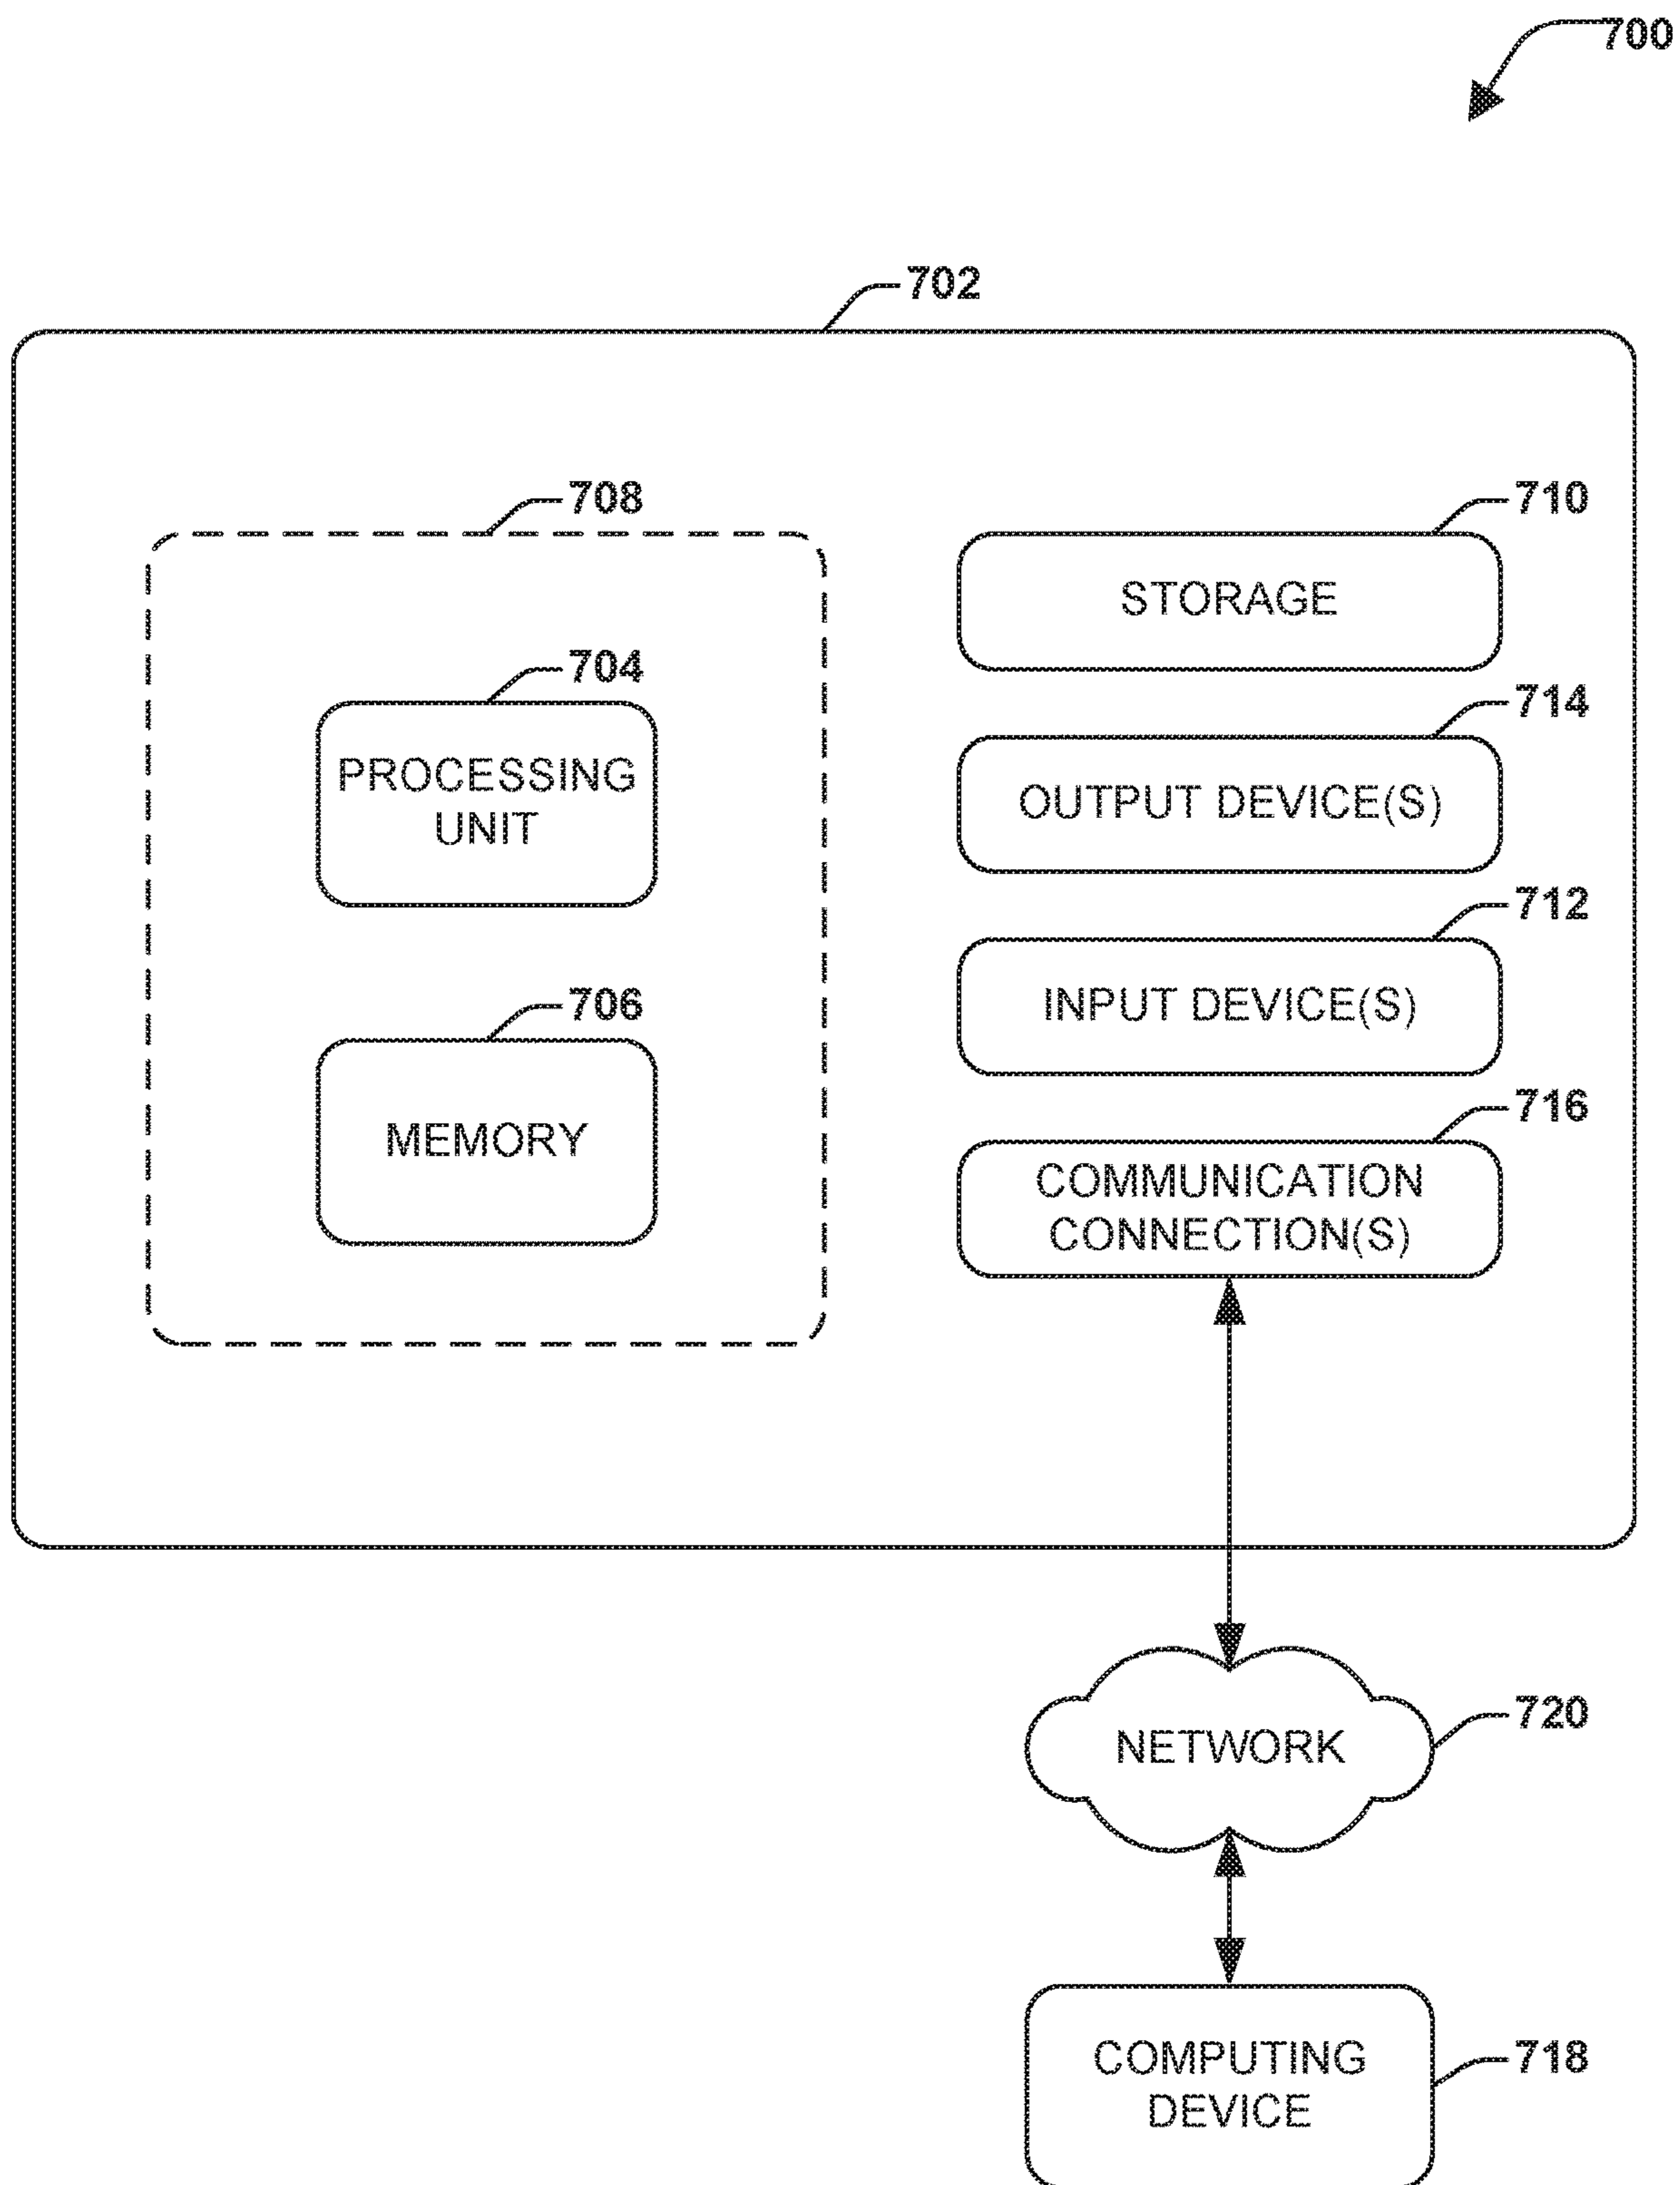 700
702
708
704
PROCESSING
UNIT
706
MEMORY
710
STORAGE
714
OUTPUT DEVICE(S)
712
INPUT DEVICE(S)
716
COMMUNICATION
CONNECTION(S)
720
NETWORK
718
COMPUTING
DEVICE